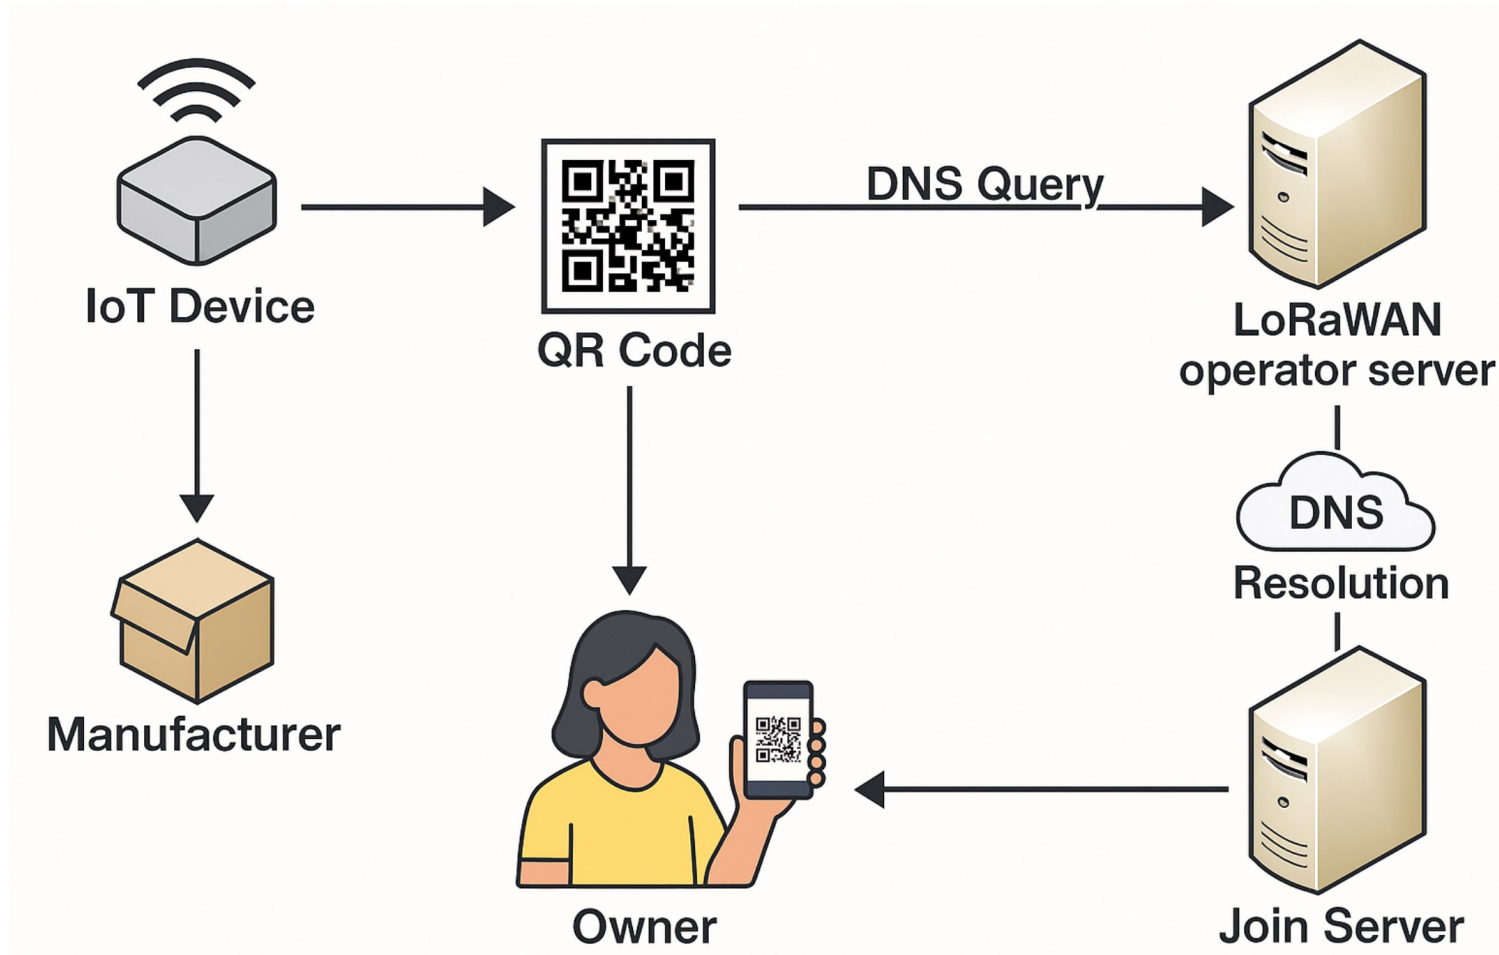 DNS Query
IoT Device
QR Code
LoRaWAN
operator server
DNS
Resolution
Manufacturer
Owner
Join Server